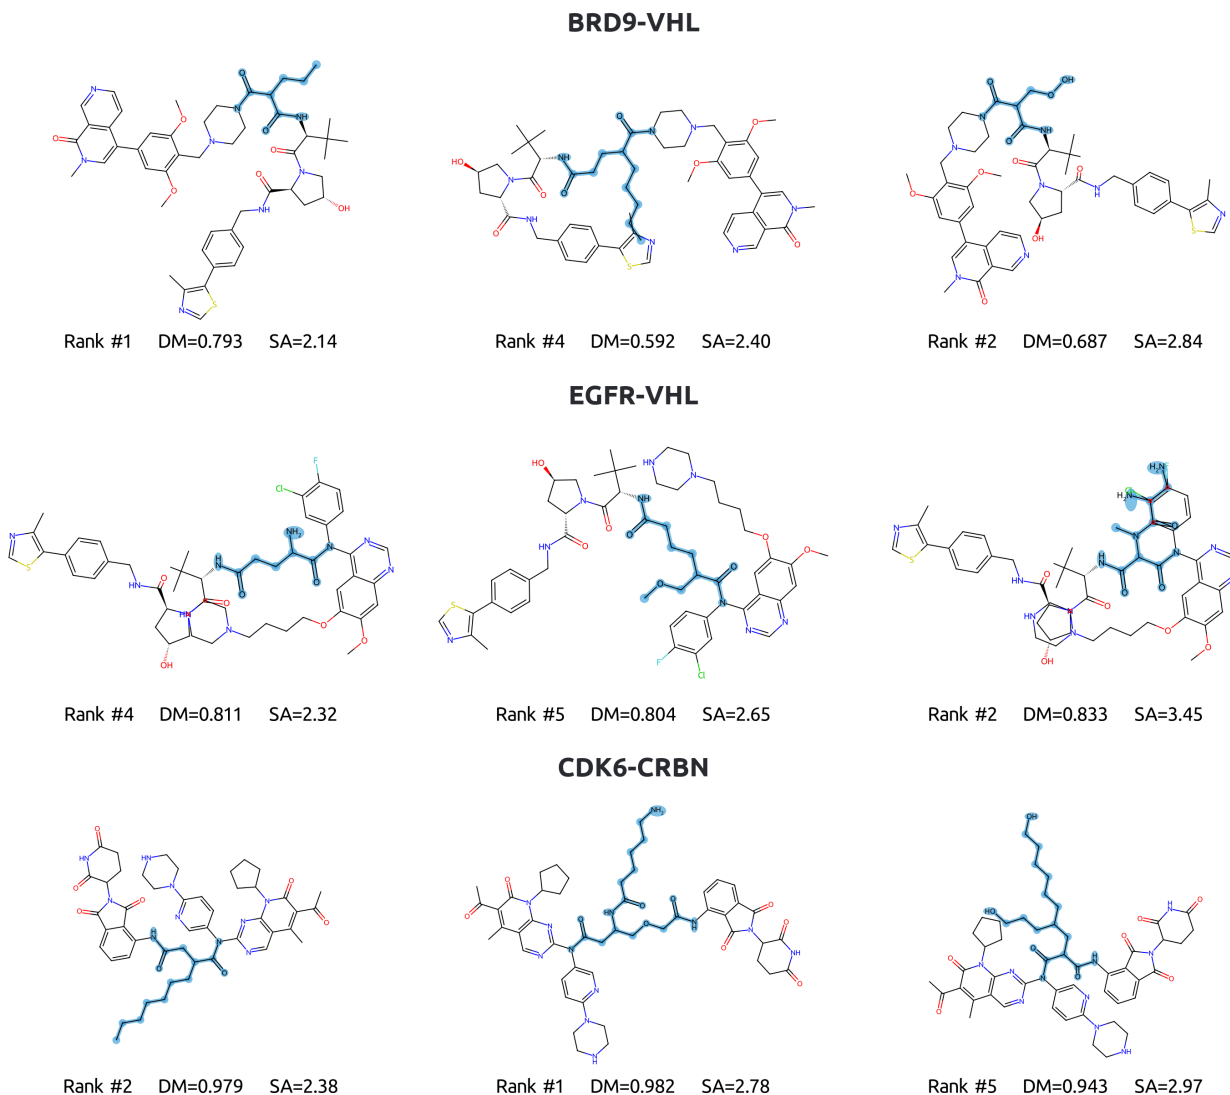 BRD9-VHL
Rank #1 DM=0.793 SA=2.14
Rank #4 DM=0.592 SA=2.40
Rank #2 DM=0.687 SA=2.84
EGFR-VHL
Rank #4 DM=0.811 SA=2.32
Rank #5 DM=0.804 SA=2.65
Rank #2 DM=0.833 SA=3.45
CDK6-CRBN
Rank #2 DM=0.979 SA=2.38
Rank #1 DM=0.982 SA=2.78
Rank #5 DM=0.943 SA=2.97